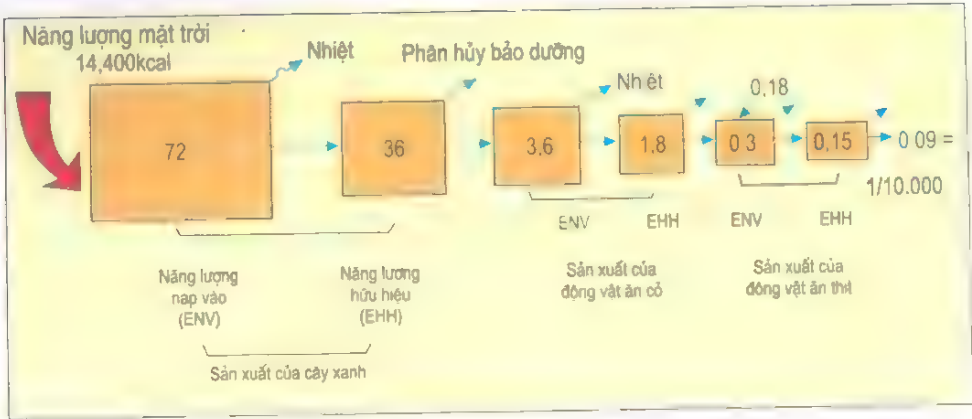 Năng lượng mặt trời
14,400kcal
Nhiệt
Phân hủy bảo dưỡng
Nh ét
0,18
72
36
3,6
1,8
0 3
0,15
0 09 =
1/10.000
ENV
EHH
ENV
EHH
Năng lượng
nạp vào
(ENV)
Năng lượng
hữu hiệu
(EHH)
Sản xuất của
động vật ăn cỏ
Sản xuất của
động vật ăn thịt
Sản xuất của cây xanh